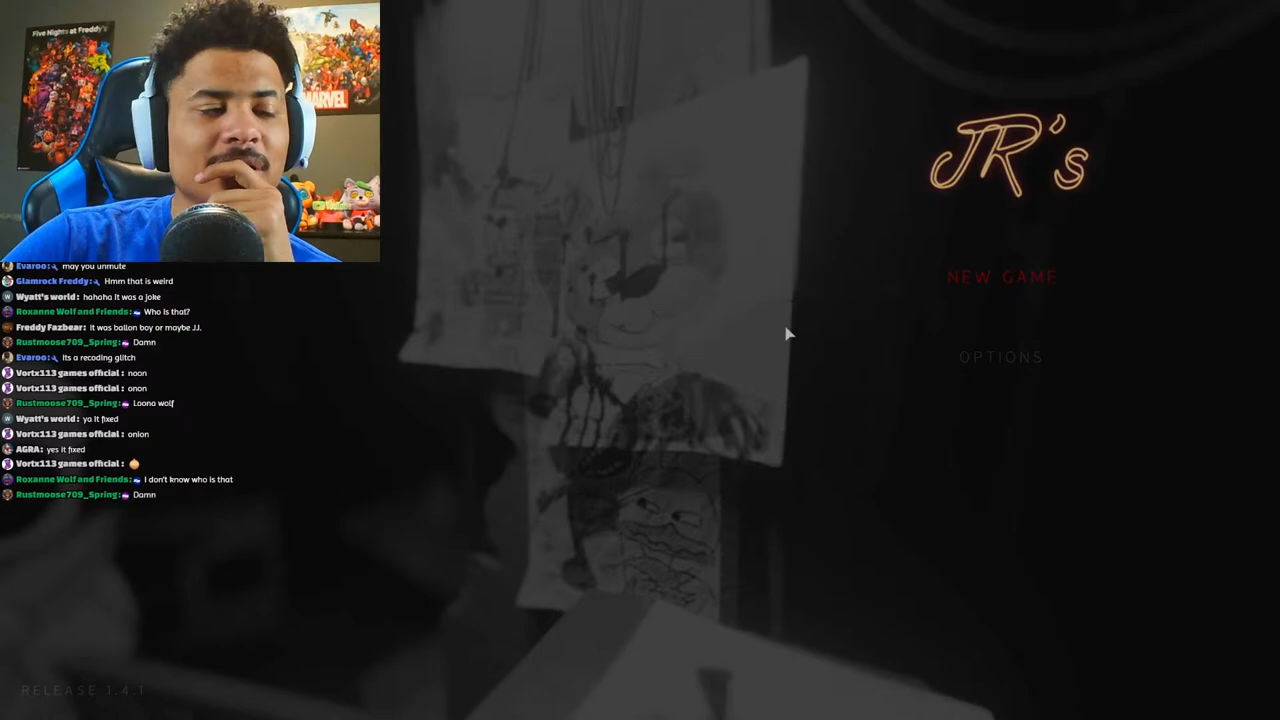 Five Nights at Freddy's
MARVEL
JR's
NEW GAME
OPTIONS
Evaroo: may you unmute
Glamrock Freddy: Hmm that is weird
Wyatt's world: hahaha it was a joke
Roxanne Wolf and Friends: Who is that?
Freddy Fazbear: It was ballon boy or maybe JJ.
Rustmoose709_Spring: Damn
Evaroo: Its a recoding glitch
Vortx113 games official: noon
Vortx113 games official: onon
Rustmoose709_Spring: Loona wolf
Wyatt's world: ya it fixed
Vortx113 games official: onion
AGRA: yes it fixed
Vortx113 games official: 🧅
Roxanne Wolf and Friends: I don't know who is that
Rustmoose709_Spring: Damn
RELEASE 1.4.1